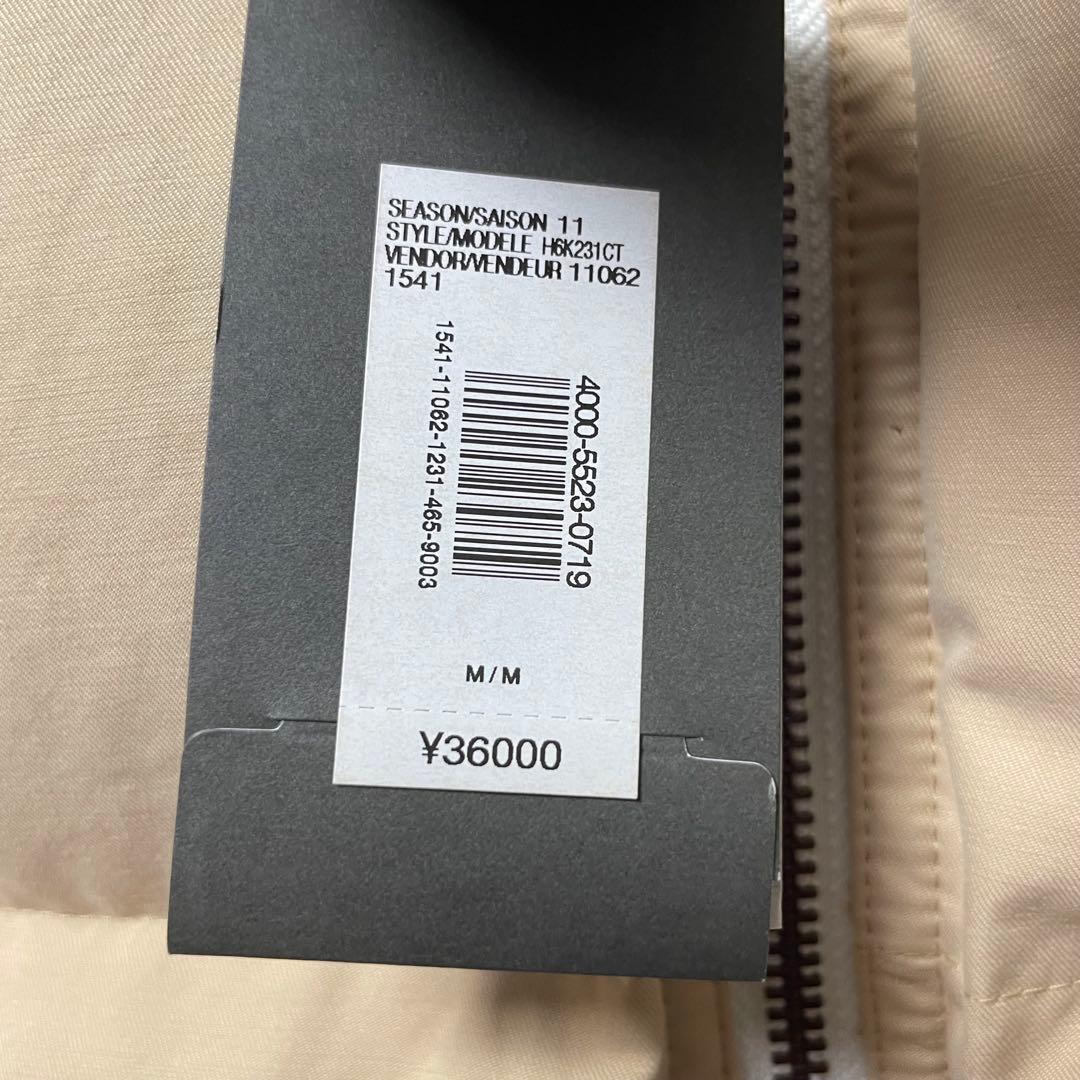 SEASON/SAISON 11
STYLE/MODELE H6K231CT
VENDOR/VENDEUR 11062
1541
4000-5523-0719
1541-11062-1231-465-9003
M / M
¥36000